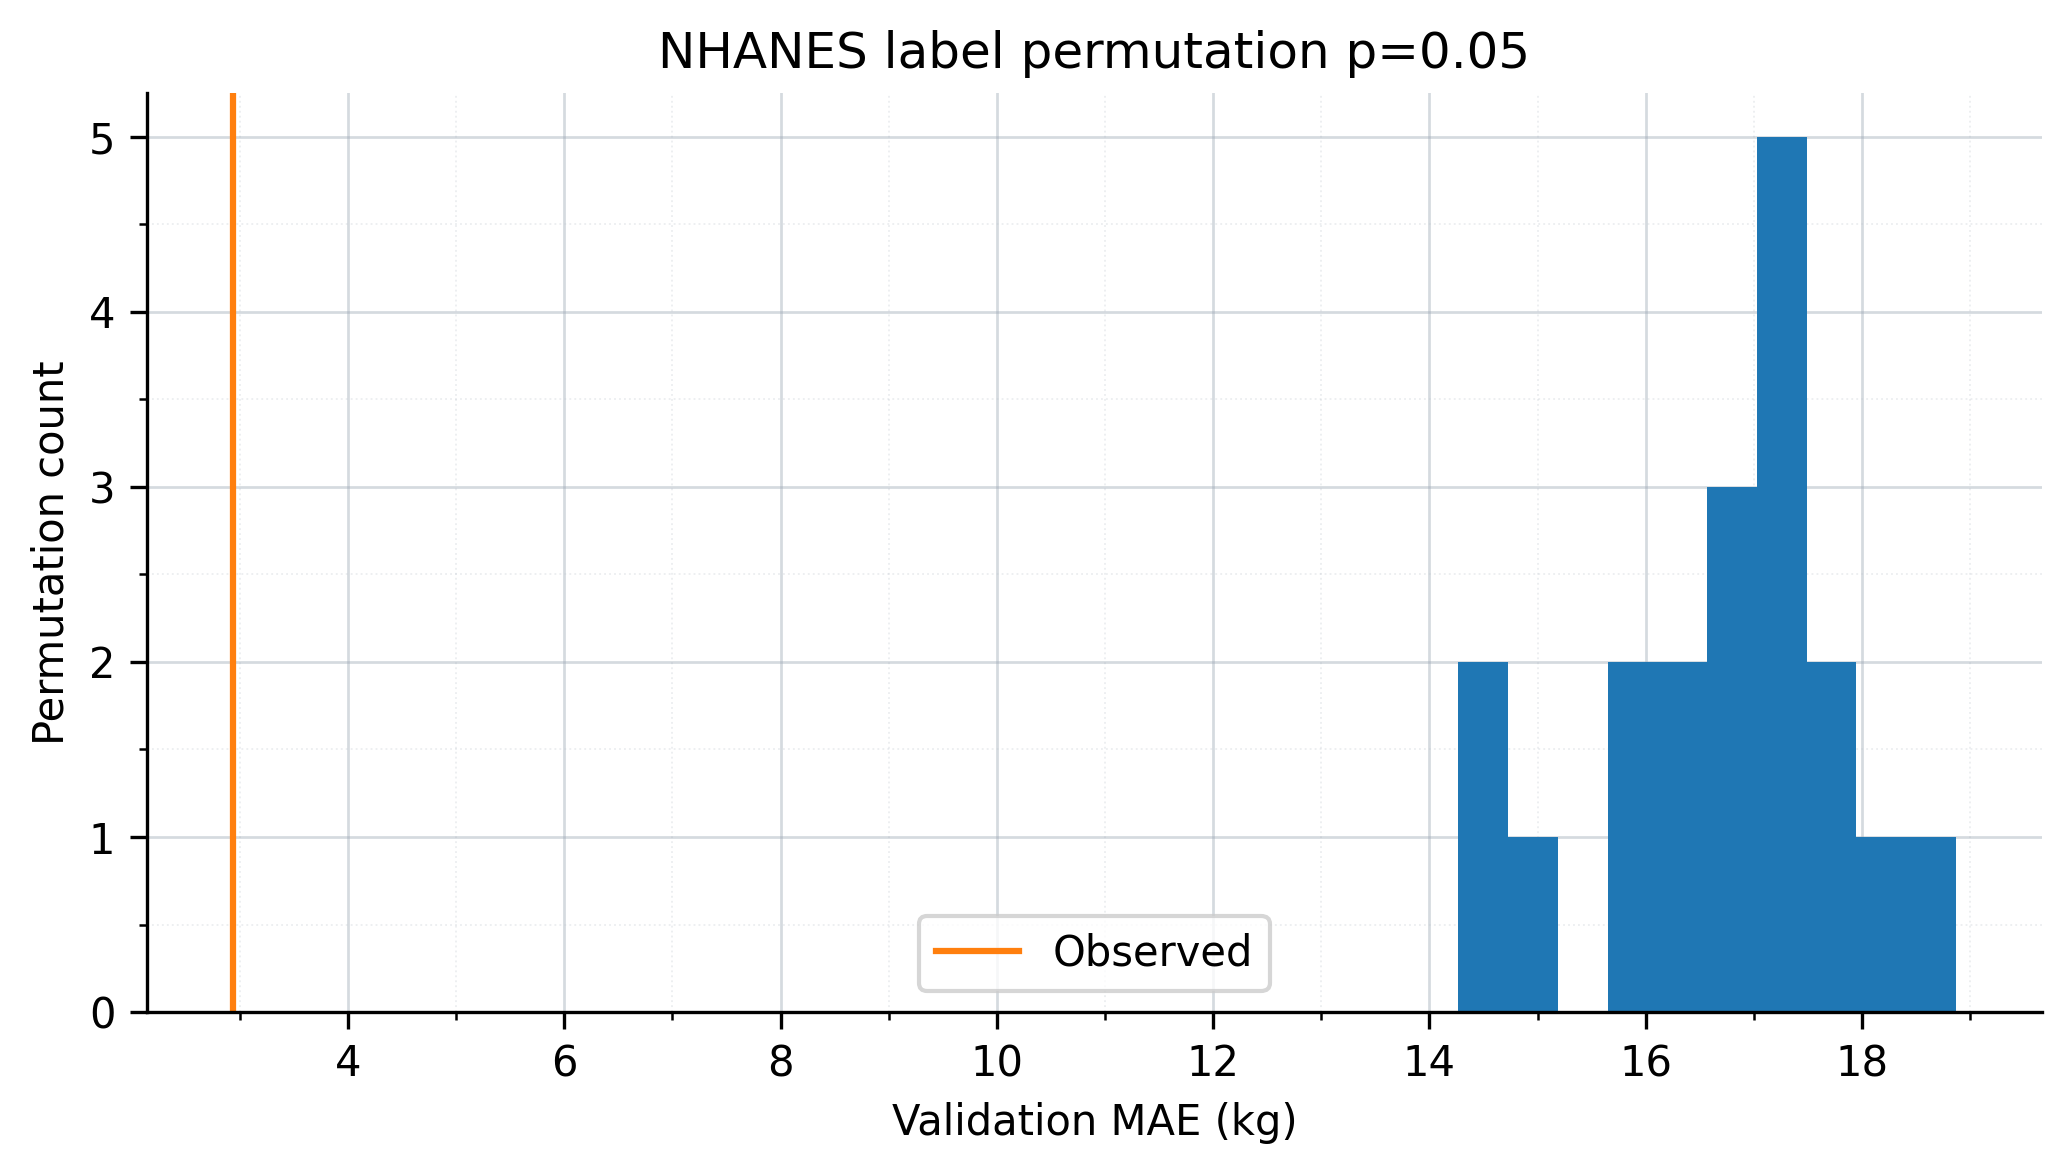 NHANES label permutation p=0.05
Permutation count
5
4
3
2
1
0
Observed
4 6 8 10 12 14 16 18
Validation MAE (kg)